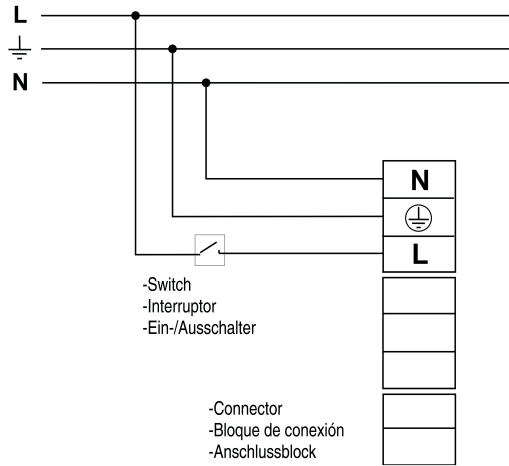 L
N
N
L
-Switch
-Interruptor
-Ein-/Ausschalter
-Connector
-Bloque de conexión
-Anschlussblock